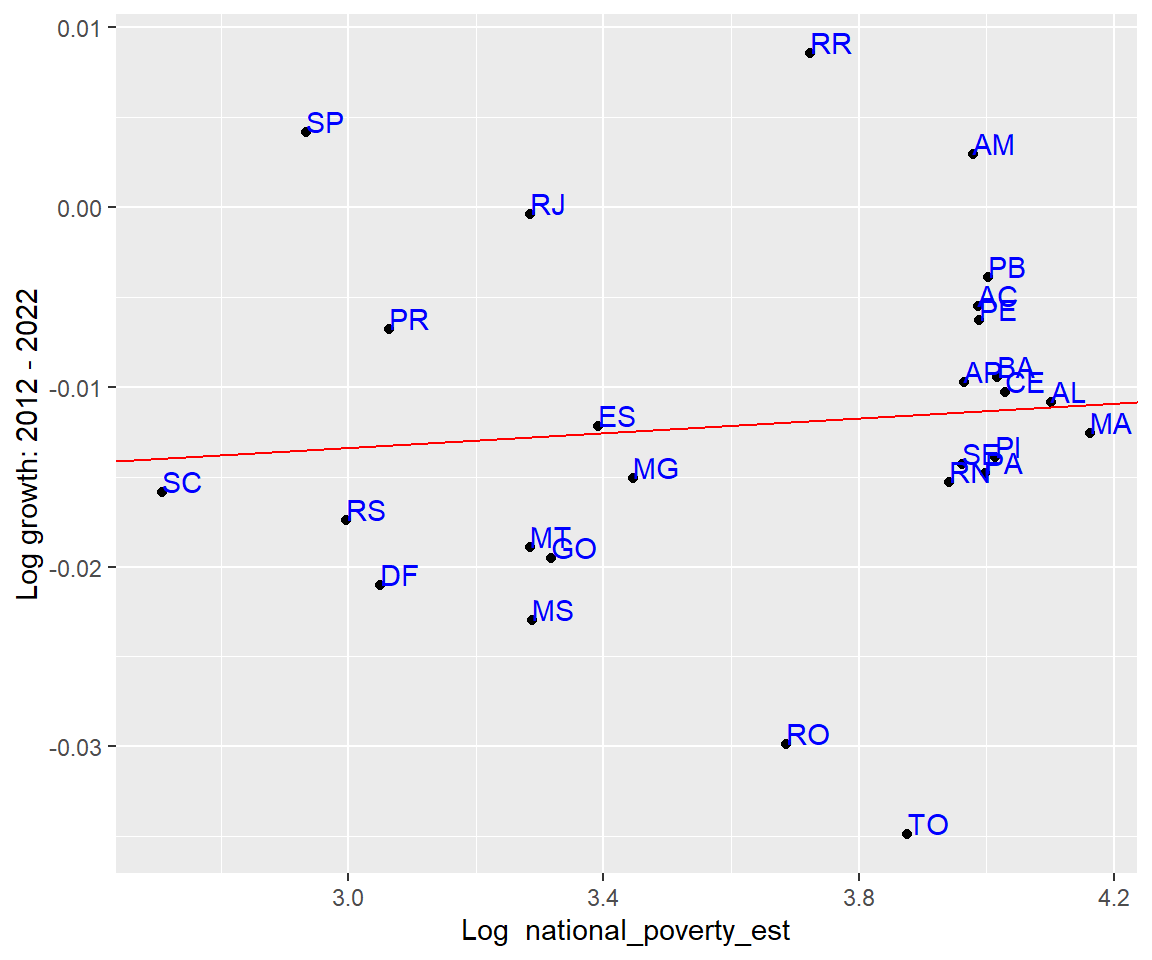 0.01
0.00
-0.01
-0.02
-0.03
Log growth: 2012 - 2022
RR
SP
AM
RJ
PB
AC
PE
PR
BA
AP
CE
AL
ES
MA
PI
SE
PA
MG
RN
SC
RS
MT
GO
DF
MS
RO
TO
3.0
3.4
3.8
4.2
Log  national_poverty_est